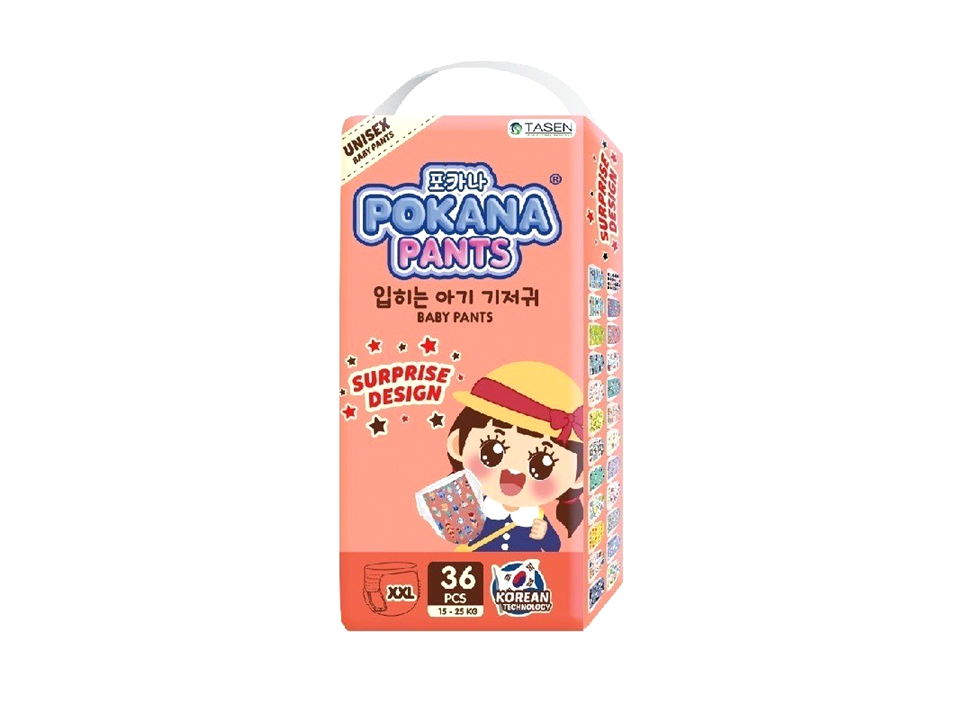 UNISEX
BABY PANTS
TASEN
포카나
®
POKANA
PANTS
입히는 아기 기저귀
BABY PANTS
SURPRISE
DESIGN
XXL
36
PCS
15 - 25 KG
KOREAN
TECHNOLOGY
SURPRISE
DESIGN